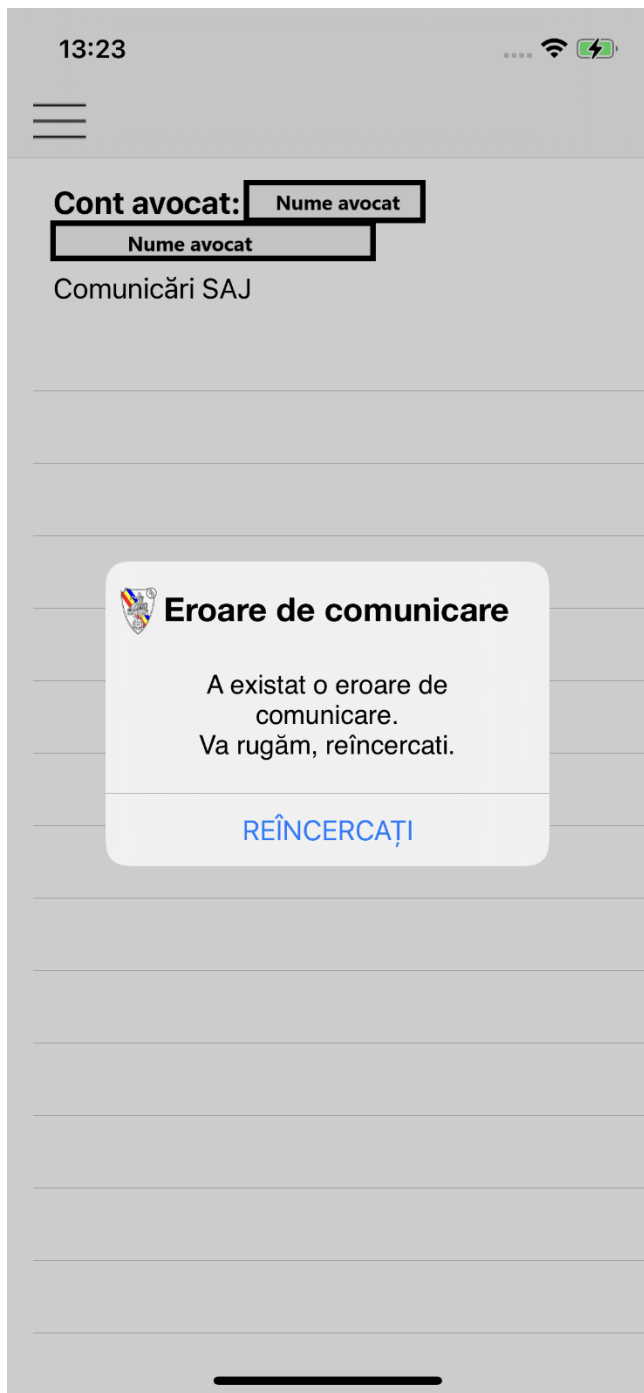 13:23
Cont avocat: Nume avocat
Nume avocat
Comunicări SAJ
Eroare de comunicare
A existat o eroare de
comunicare.
Va rugăm, reîncercati.
REÎNCERCAȚI